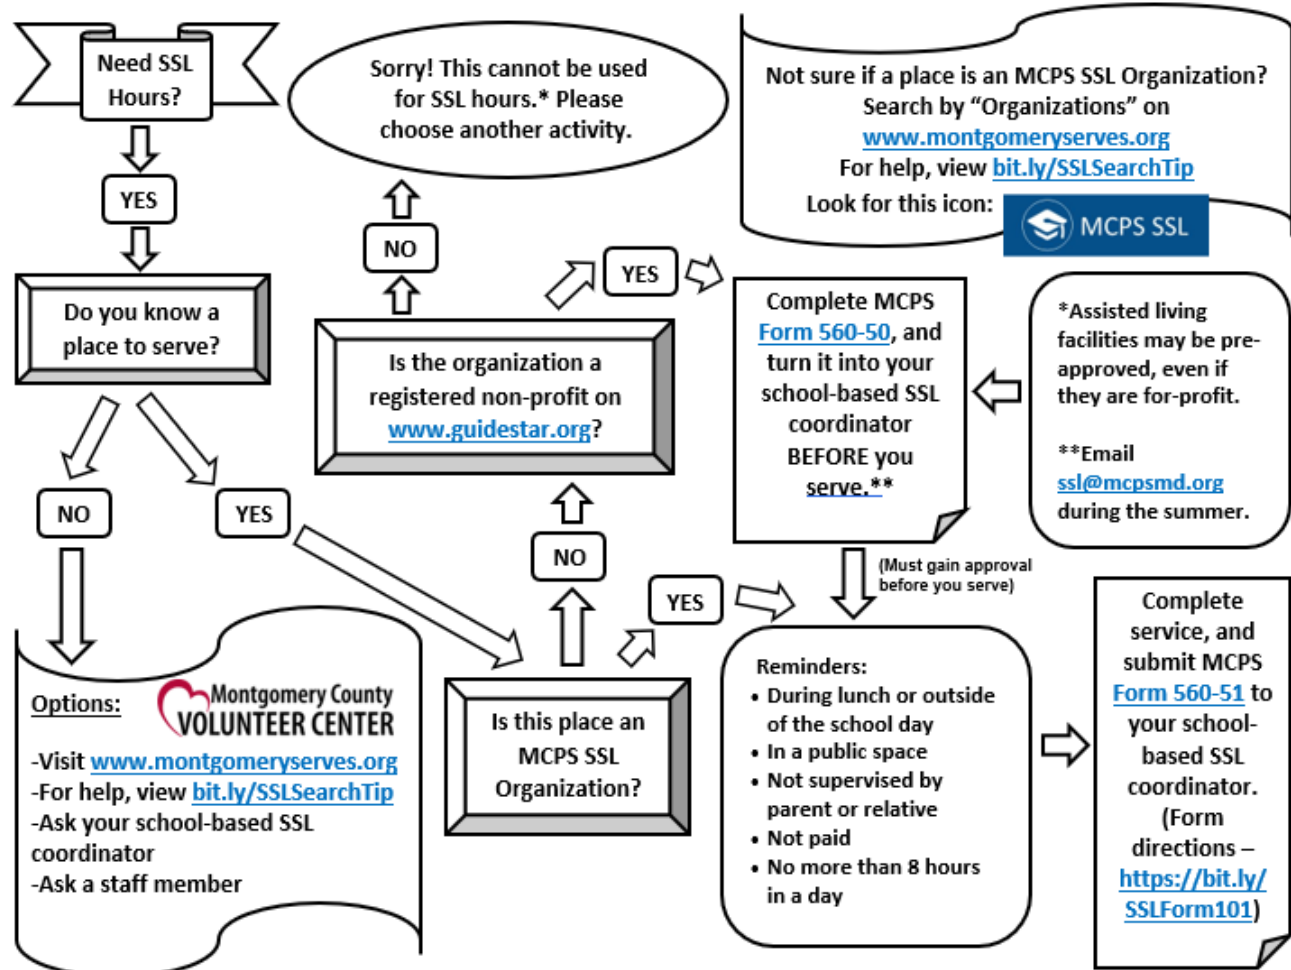 Need SSL
Hours?
YES
Do you know a
place to serve?
NO
YES
Options:
Montgomery County
VOLUNTEER CENTER
-Visit www.montgomeryserves.org
-For help, view bit.ly/SSLSearchTip
-Ask your school-based SSL
coordinator
-Ask a staff member
Sorry! This cannot be used
for SSL hours.* Please
choose another activity.
NO
Is the organization a
registered non-profit on
www.guidestar.org?
YES
NO
YES
Is this place an
MCPS SSL
Organization?
Not sure if a place is an MCPS SSL Organization?
Search by “Organizations” on
www.montgomeryserves.org
For help, view bit.ly/SSLSearchTip
Look for this icon:
MCPS SSL
Complete MCPS
Form 560-50, and
turn it into your
school-based SSL
coordinator
BEFORE you
serve.**
*Assisted living
facilities may be pre-
approved, even if
they are for-profit.
**Email
ssl@mcpsmd.org
during the summer.
(Must gain approval
before you serve)
Reminders:
• During lunch or outside
of the school day
• In a public space
• Not supervised by
parent or relative
• Not paid
• No more than 8 hours
in a day
Complete
service, and
submit MCPS
Form 560-51 to
your school-
based SSL
coordinator.
(Form
directions –
https://bit.ly/
SSLForm101)